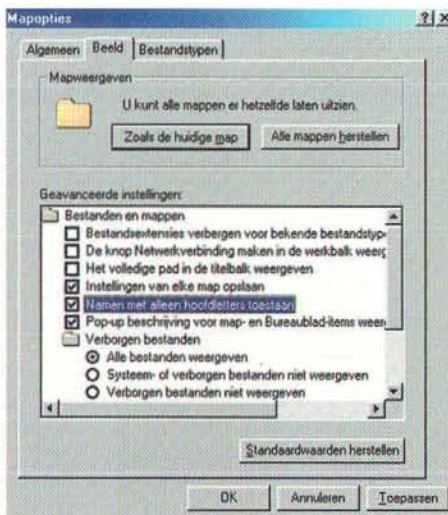 Mapopties
Algemeen Beeld Bestandstypen
Mapweergaven
U kunt alle mappen er hetzelfde laten uitzien.
Zoals de huidige map Alle mappen herstellen
Geavanceerde instellingen:
Bestanden en mappen
Bestandsextensies verbergen voor bekende bestandstyp
De knop Netwerkverbinding maken in de werkbalk weerg
Het volledige pad in de titelbalk weergeven
Instellingen van elke map opslaan
Namen met alleen hoofdletters toestaan
Pop-up beschrijving voor map- en Bureaublad-items weer
Verborgen bestanden
Alle bestanden weergeven
Systeem- of verborgen bestanden niet weergeven
Verborgen bestanden niet weergeven
Standaardwaarden herstellen
OK Annuleren Toepassen